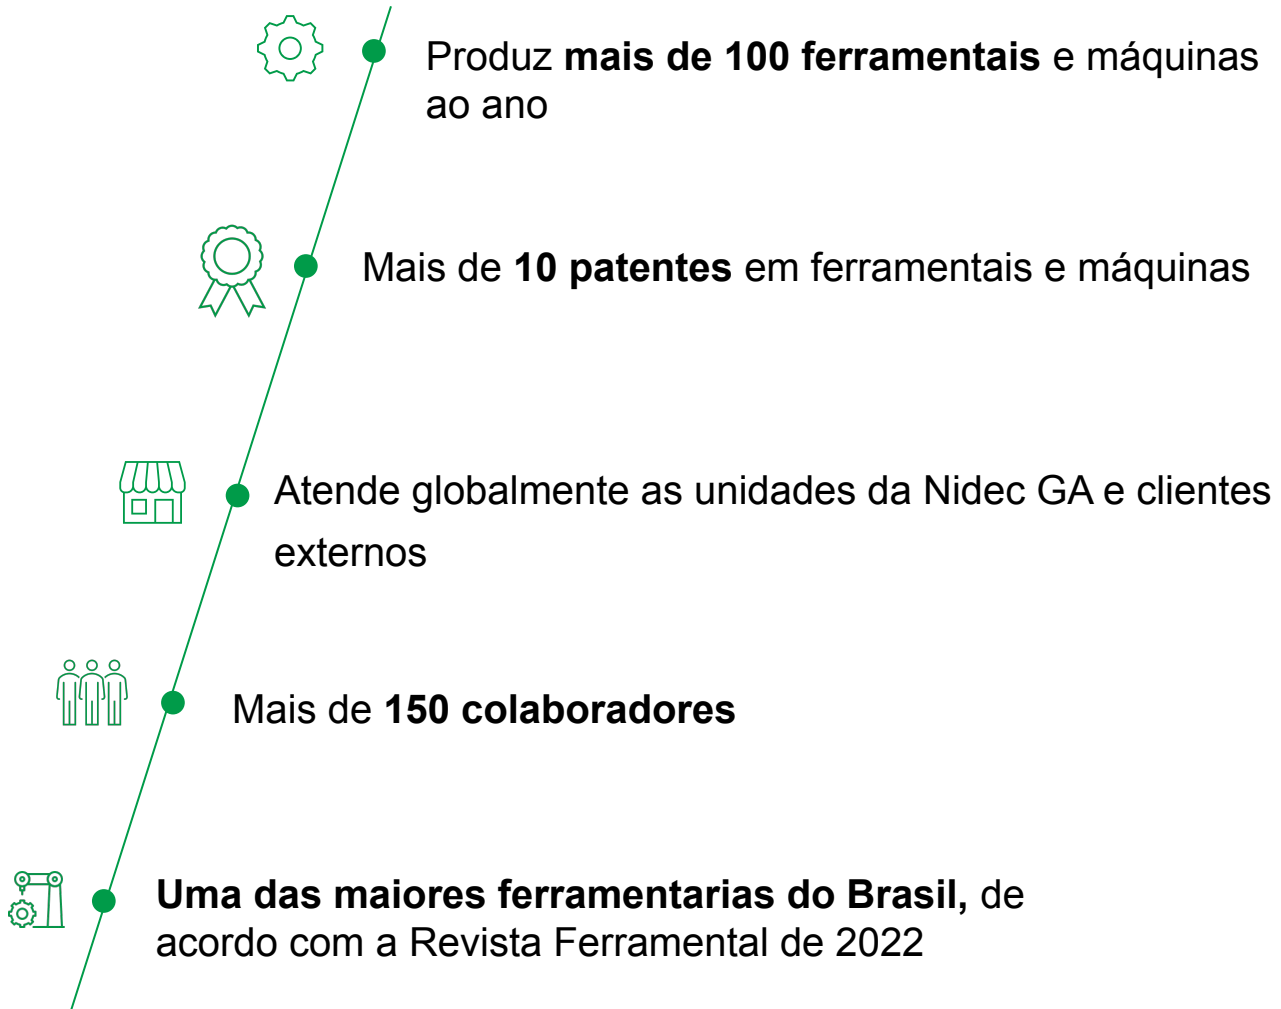 Produz mais de 100 ferramentais e máquinas
ao ano
Mais de 10 patentes em ferramentais e máquinas
Atende globalmente as unidades da Nidec GA e clientes
externos
Mais de 150 colaboradores
Uma das maiores ferramentarias do Brasil, de
acordo com a Revista Ferramental de 2022